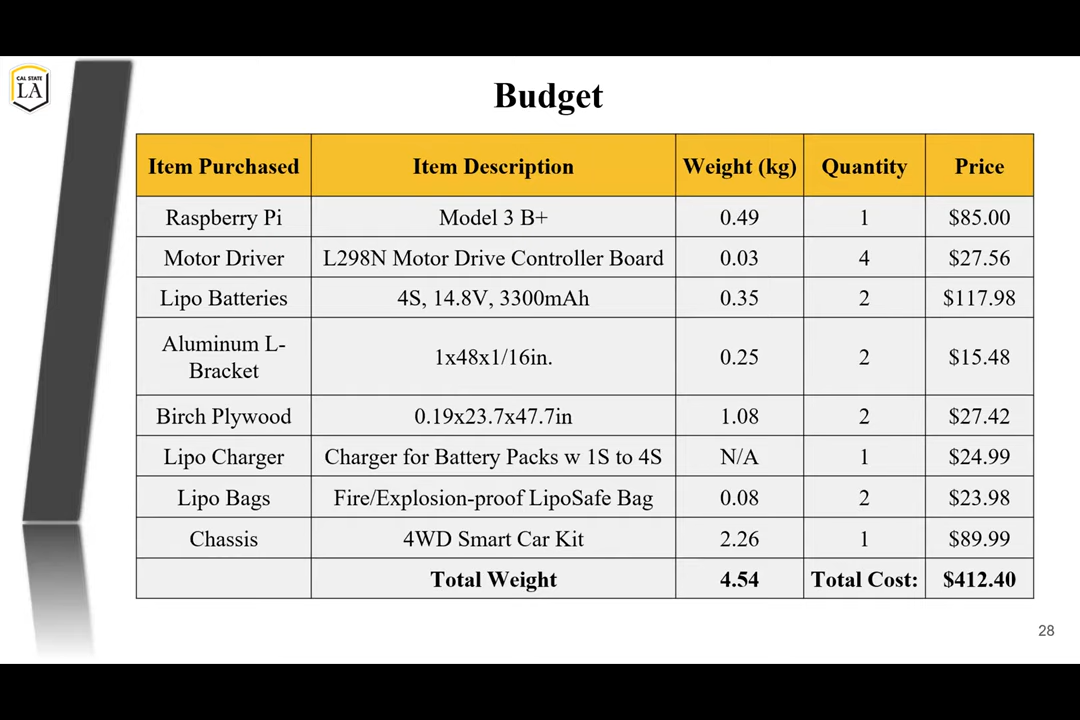 CAL STATE
LA
Budget
Item Purchased Item Description Weight (kg) Quantity Price
Raspberry Pi Model 3 B+ 0.49 1 $85.00
Motor Driver L298N Motor Drive Controller Board 0.03 4 $27.56
Lipo Batteries 4S, 14.8V, 3300mAh 0.35 2 $117.98
Aluminum L-
Bracket 1x48x1/16in. 0.25 2 $15.48
Birch Plywood 0.19x23.7x47.7in 1.08 2 $27.42
Lipo Charger Charger for Battery Packs w 1S to 4S N/A 1 $24.99
Lipo Bags Fire/Explosion-proof LipoSafe Bag 0.08 2 $23.98
Chassis 4WD Smart Car Kit 2.26 1 $89.99
Total Weight 4.54 Total Cost: $412.40
28